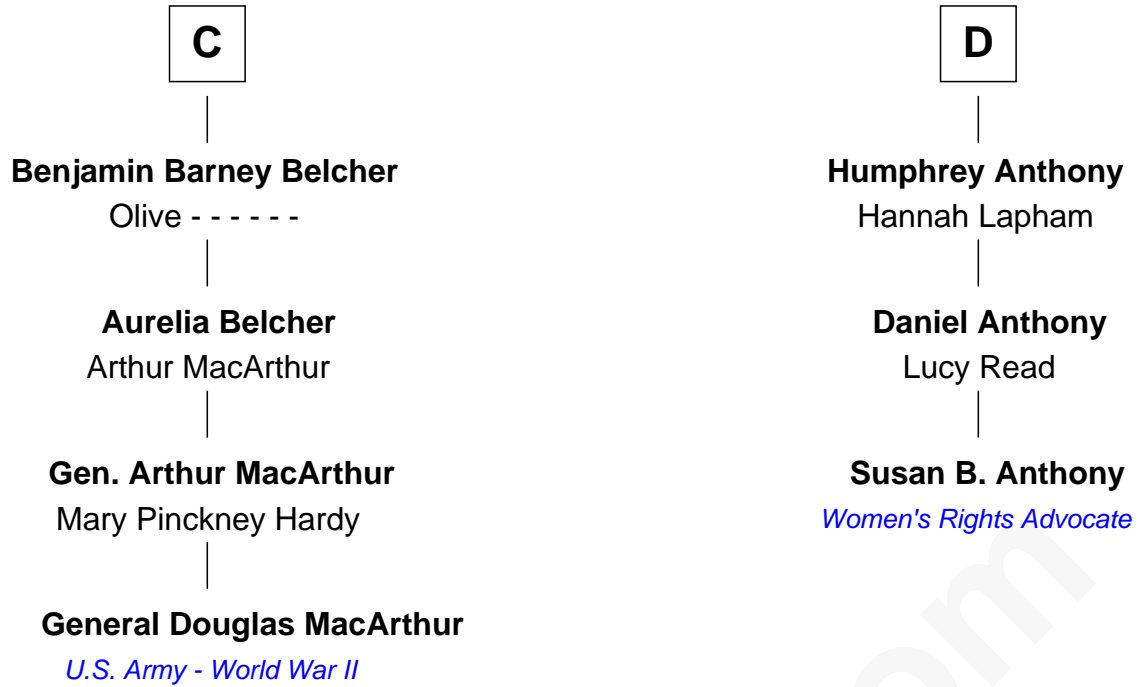 C
Benjamin Barney Belcher
Olive - - - - - -
Aurelia Belcher
Arthur MacArthur
Gen. Arthur MacArthur
Mary Pinckney Hardy
General Douglas MacArthur
U.S. Army - World War II
D
Humphrey Anthony
Hannah Lapham
Daniel Anthony
Lucy Read
Susan B. Anthony
Women's Rights Advocate
om